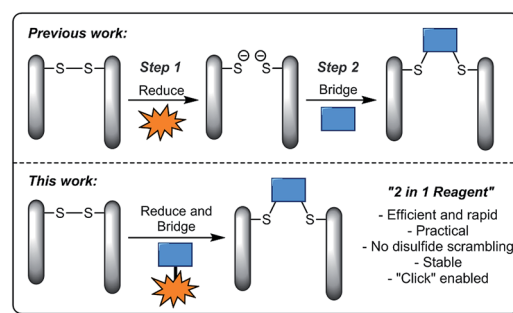 Previous work:
S—S
Step 1
Reduce
S⊖ S⊖
Step 2
Bridge
S S
This work:
S—S
Reduce and
Bridge
S S
"2 in 1 Reagent"
- Efficient and rapid
- Practical
- No disulfide scrambling
- Stable
- "Click" enabled